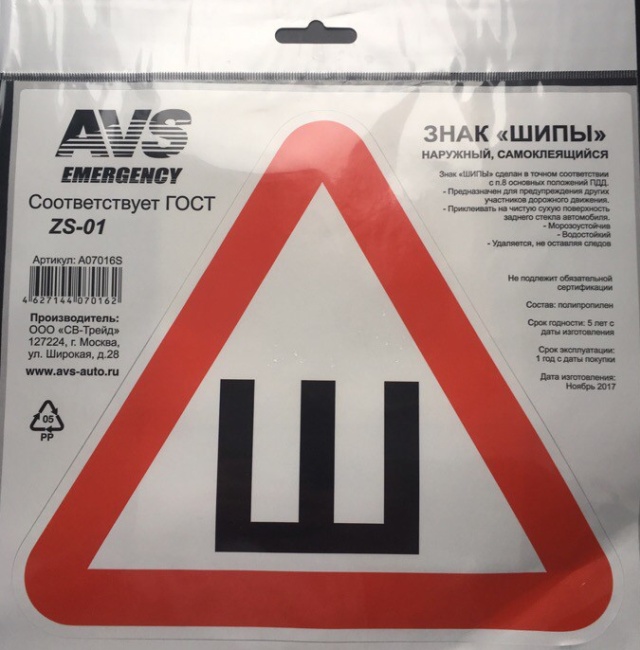 AVS
EMERGENCY
Соответствует ГОСТ
ZS-01
Артикул: A07016S
4 627144 070162
Производитель:
ООО «СВ-Трейд»
127224, г. Москва,
ул. Широкая, д.28
www.avs-auto.ru
05
PP
ЗНАК «ШИПЫ»
НАРУЖНЫЙ, САМОКЛЕЯЩИЙСЯ
Знак «ШИПЫ» сделан в точном соответствии
с п.8 основных положений ПДД.
- Предназначен для предупреждения других
участников дорожного движения.
- Приклеивать на чистую сухую поверхность
заднего стекла автомобиля.
- Морозоустойчив
- Водостойкий
- Удаляется, не оставляя следов
Не подлежит обязательной
сертификации
Состав: полипропилен
Срок годности: 5 лет с
даты изготовления
Срок эксплуатации:
1 год с даты покупки
Дата изготовления:
Ноябрь 2017
Ш